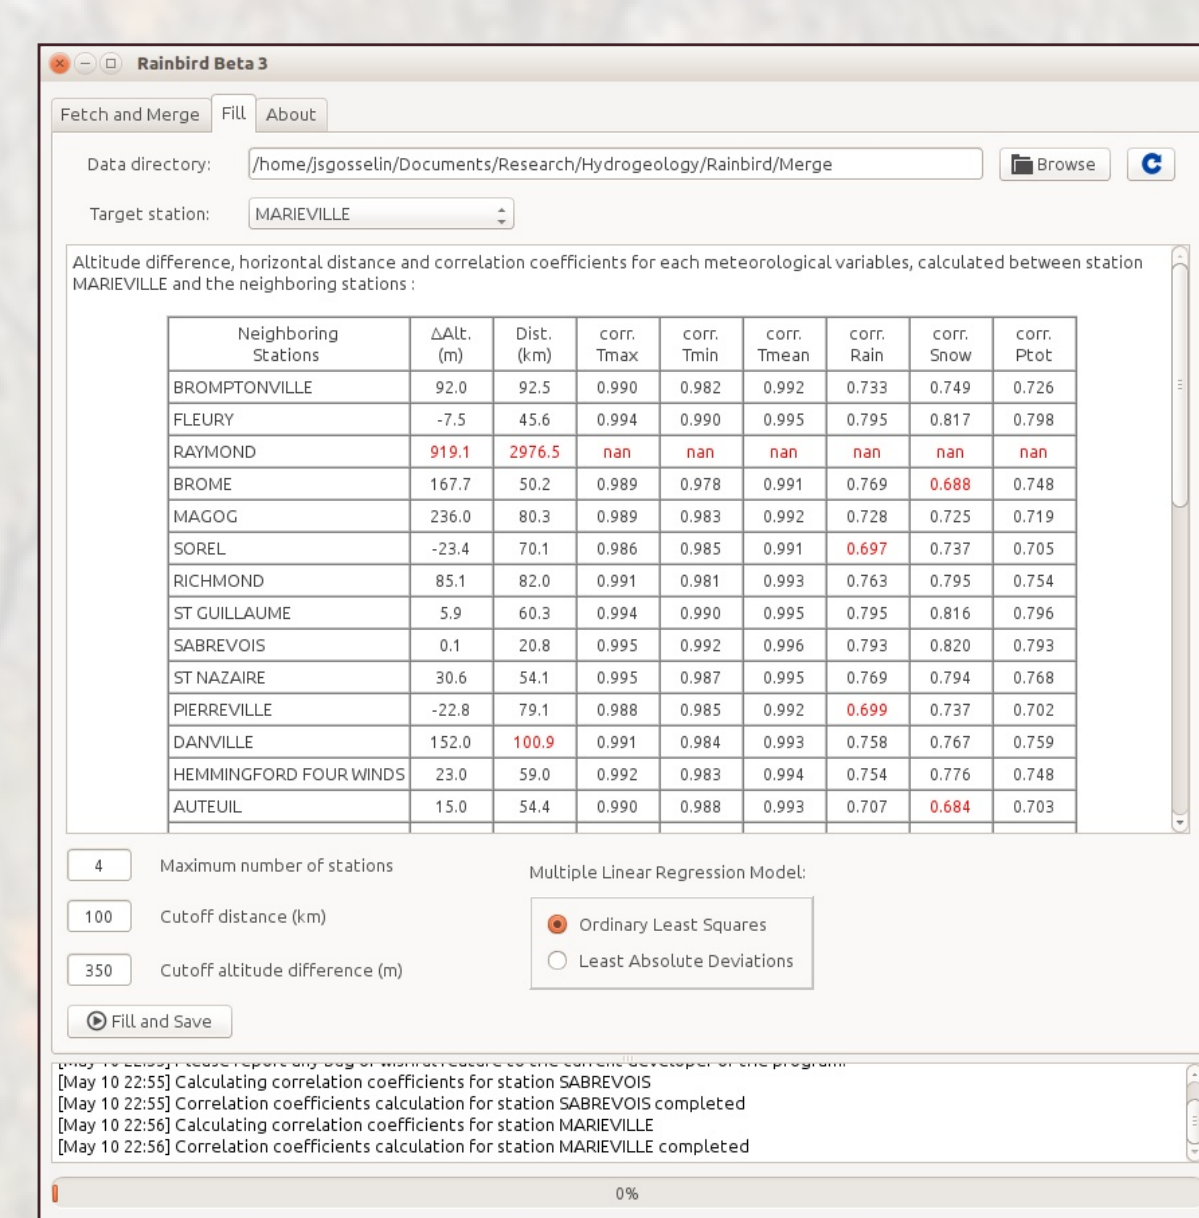 Rainbird Beta 3
Fetch and Merge Fill About
Data directory: /home/jsgosselin/Documents/Research/Hydrogeology/Rainbird/Merge Browse
Target station: MARIEVILLE
Altitude difference, horizontal distance and correlation coefficients for each meteorological variables, calculated between station
MARIEVILLE and the neighboring stations :
Neighboring ΔAlt. Dist. corr. corr. corr. corr. corr. corr.
Stations (m) (km) Tmax Tmin Tmean Rain Snow Ptot
BROMPTONVILLE 92.0 92.5 0.990 0.982 0.992 0.733 0.749 0.726
FLEURY -7.5 45.6 0.994 0.990 0.995 0.795 0.817 0.798
RAYMOND 919.1 2976.5 nan nan nan nan nan nan
BROME 167.7 50.2 0.989 0.978 0.991 0.769 0.688 0.748
MAGOG 236.0 80.3 0.989 0.983 0.992 0.728 0.725 0.719
SOREL -23.4 70.1 0.986 0.985 0.991 0.697 0.737 0.705
RICHMOND 85.1 82.0 0.991 0.981 0.993 0.763 0.795 0.754
ST GUILLAUME 5.9 60.3 0.994 0.990 0.995 0.795 0.816 0.796
SABREVOIS 0.1 20.8 0.995 0.992 0.996 0.793 0.820 0.793
ST NAZAIRE 30.6 54.1 0.995 0.987 0.995 0.769 0.794 0.768
PIERREVILLE -22.8 79.1 0.988 0.985 0.992 0.699 0.737 0.702
DANVILLE 152.0 100.9 0.991 0.984 0.993 0.758 0.767 0.759
HEMMINGFORD FOUR WINDS 23.0 59.0 0.992 0.983 0.994 0.754 0.776 0.748
AUTEUIL 15.0 54.4 0.990 0.988 0.993 0.707 0.684 0.703
4 Maximum number of stations
Multiple Linear Regression Model:
100 Cutoff distance (km)
Ordinary Least Squares
350 Cutoff altitude difference (m)
Least Absolute Deviations
Fill and Save
[May 10 22:55] Please report any bug or wishful feature to the current developer of the program.
[May 10 22:55] Calculating correlation coefficients for station SABREVOIS
[May 10 22:55] Correlation coefficients calculation for station SABREVOIS completed
[May 10 22:56] Calculating correlation coefficients for station MARIEVILLE
[May 10 22:56] Correlation coefficients calculation for station MARIEVILLE completed
0%